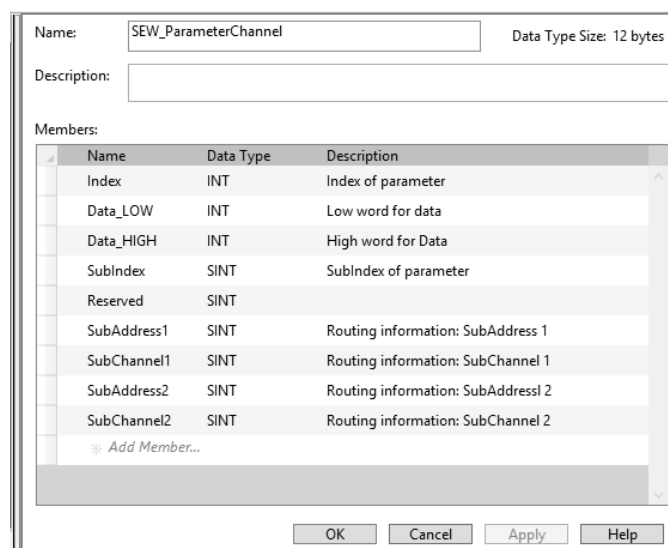 Name: SEW_ParameterChannel Data Type Size: 12 bytes
Description:
Members:
Name Data Type Description
Index INT Index of parameter
Data_LOW INT Low word for data
Data_HIGH INT High word for Data
SubIndex SINT SubIndex of parameter
Reserved SINT
SubAddress1 SINT Routing information: SubAddress 1
SubChannel1 SINT Routing information: SubChannel 1
SubAddress2 SINT Routing information: SubAddressl 2
SubChannel2 SINT Routing information: SubChannel 2
Add Member...
OK Cancel Apply Help